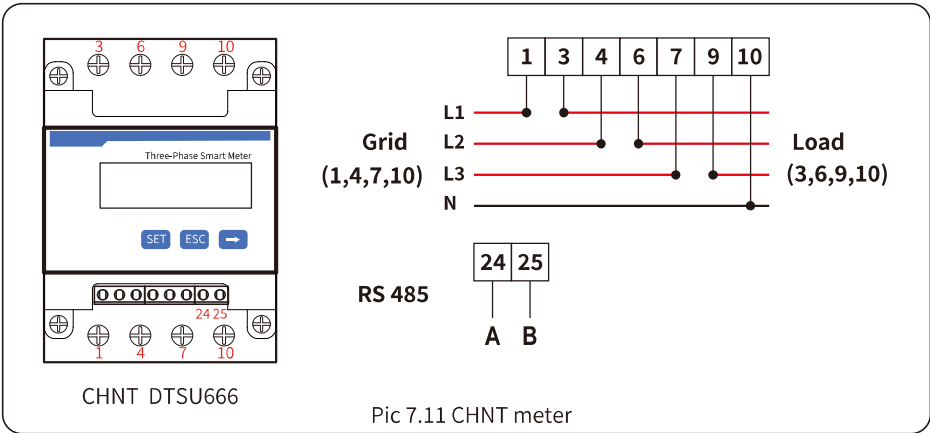 3 6 9 10
Three-Phase Smart Meter
SET ESC
24 25
1 4 7 10
CHNT DTSU666
1 3 4 6 7 9 10
L1
L2
L3
N
Grid
(1,4,7,10)
Load
(3,6,9,10)
24 25
RS 485
A B
Pic 7.11 CHNT meter